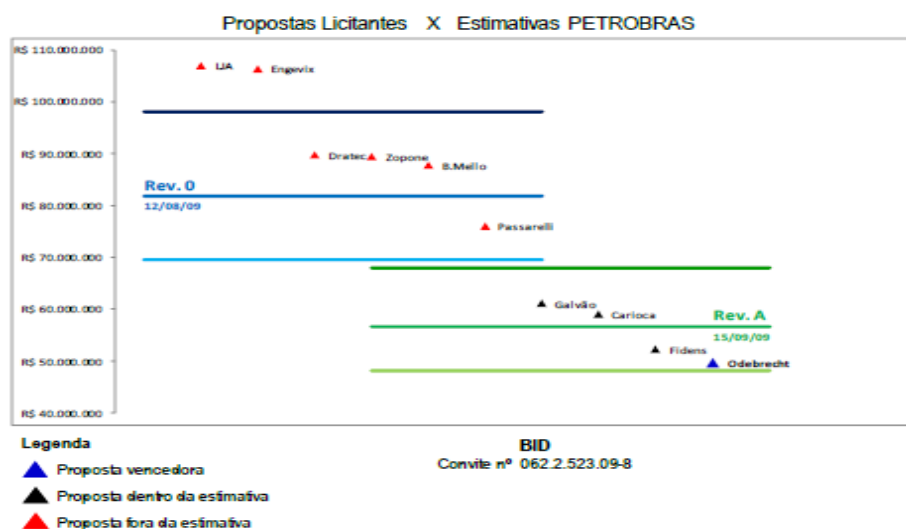 Propostas Licitantes X Estimativas PETROBRAS
R$ 110.000.000
UA
Engevix
R$ 100.000.000
R$ 90.000.000
Dratec
Zopone
B.Mello
Rev. 0
R$ 80.000.000
12/08/09
Passarelli
R$ 70.000.000
R$ 60.000.000
Galvão
Carioca
Rev. A
15/09/09
R$ 50.000.000
Fidens
Odebrecht
R$ 40.000.000
Legenda
BID
Convite nº 062.2.523.09-8
Proposta vencedora
Proposta dentro da estimativa
Proposta fora da estimativa